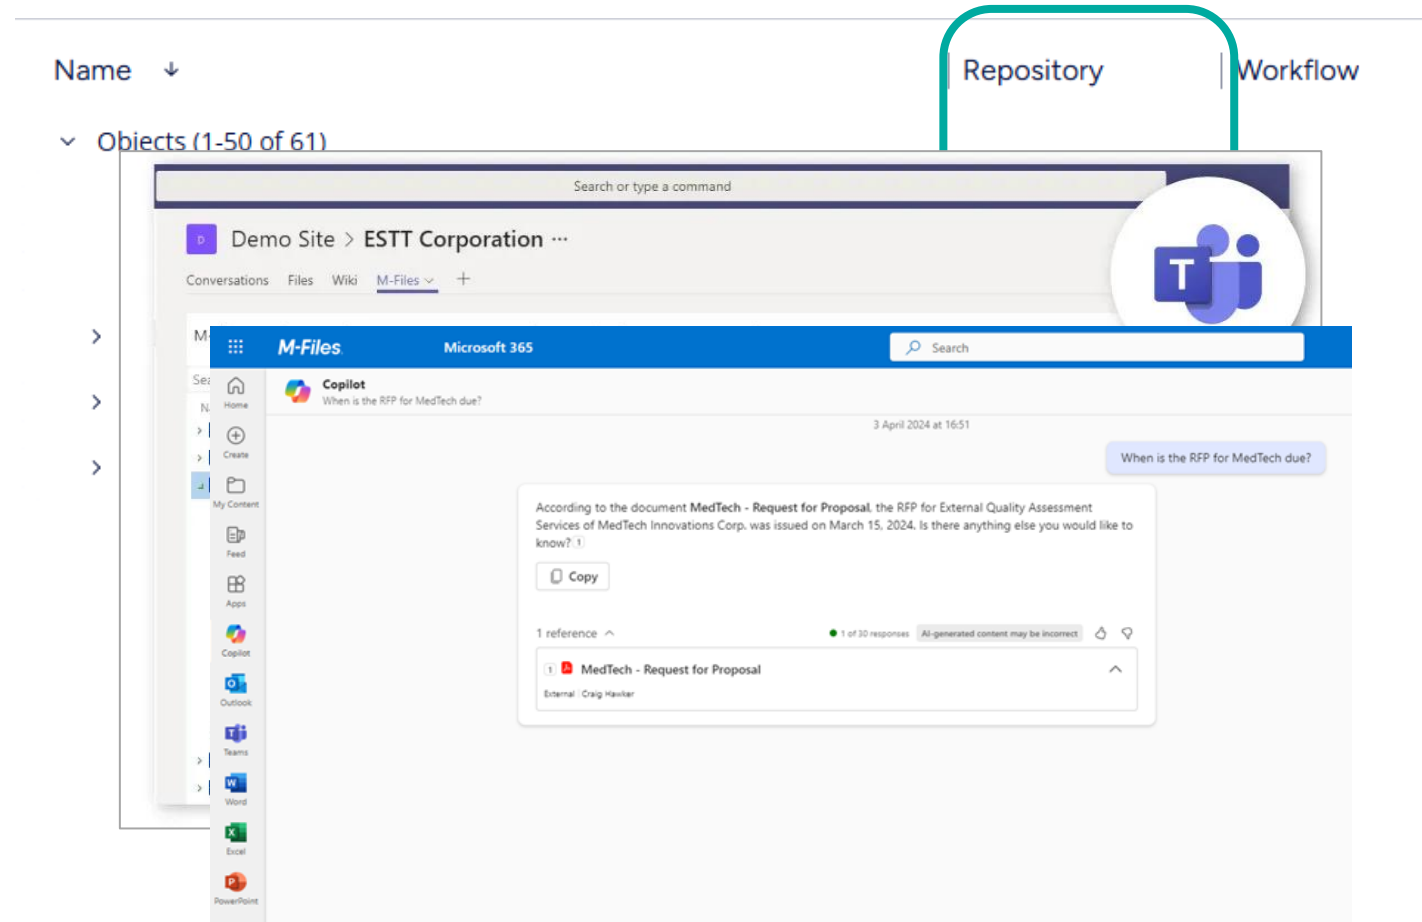 Name
Repository
Workflow
Objects (1-50 of 61)
Search or type a command
D
Demo Site > ESTT Corporation ···
Conversations Files Wiki M-Files +
T
M-Files
Microsoft 365
Search
Home
Copilot
When is the RFP for MedTech due?
3 April 2024 at 16:51
Create
When is the RFP for MedTech due?
My Content
According to the document MedTech - Request for Proposal, the RFP for External Quality Assessment
Services of MedTech Innovations Corp. was issued on March 15, 2024. Is there anything else you would like to
know? 1
Feed
Copy
Apps
1 reference
1 of 30 responses
AI-generated content may be incorrect
Copilot
1 MedTech - Request for Proposal
External | Craig Hawker
Outlook
Teams
Word
Excel
PowerPoint